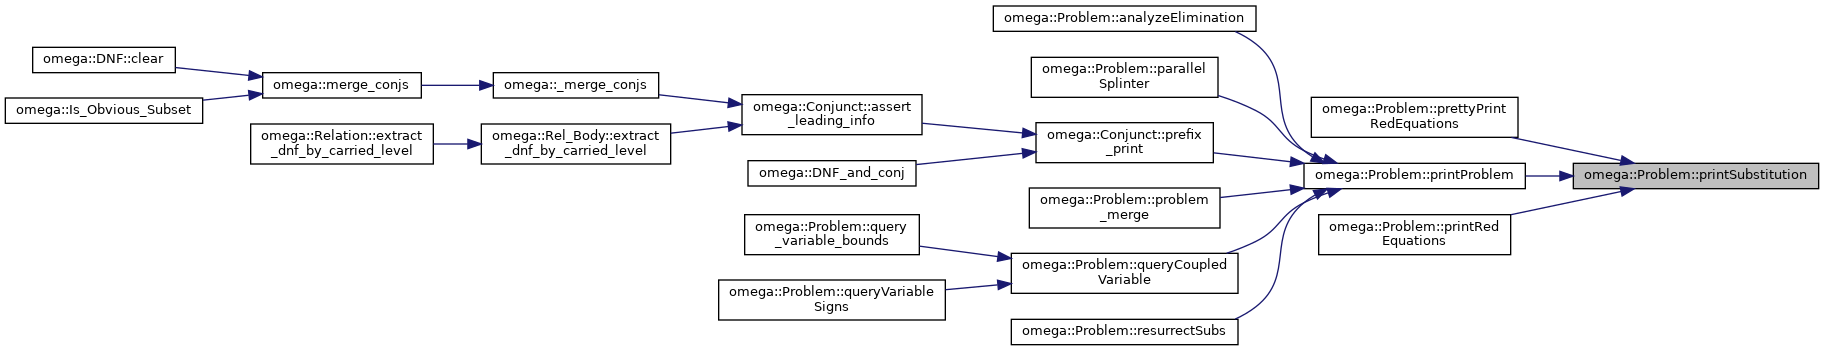 omega::Problem::analyzeElimination
omega::DNF::clear
omega::Problem::parallel
Splinter
omega::merge_conjs
omega::_merge_conjs
omega::Is_Obvious_Subset
omega::Conjunct::assert
_leading_info
omega::Problem::prettyPrint
RedEquations
omega::Relation::extract
_dnf_by_carried_level
omega::Rel_Body::extract
_dnf_by_carried_level
omega::Conjunct::prefix
_print
omega::DNF_and_conj
omega::Problem::printProblem
omega::Problem::printSubstitution
omega::Problem::problem
_merge
omega::Problem::query
_variable_bounds
omega::Problem::printRed
Equations
omega::Problem::queryCoupled
Variable
omega::Problem::queryVariable
Signs
omega::Problem::resurrectSubs